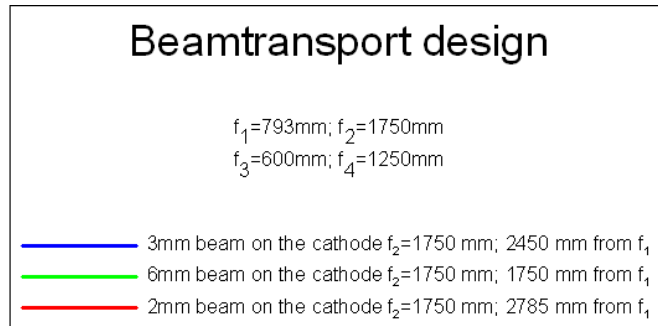 Beamtransport design
f₁=793mm; f₂=1750mm
f₃=600mm; f₄=1250mm
3mm beam on the cathode f₂=1750 mm; 2450 mm from f₁
6mm beam on the cathode f₂=1750 mm; 1750 mm from f₁
2mm beam on the cathode f₂=1750 mm; 2785 mm from f₁